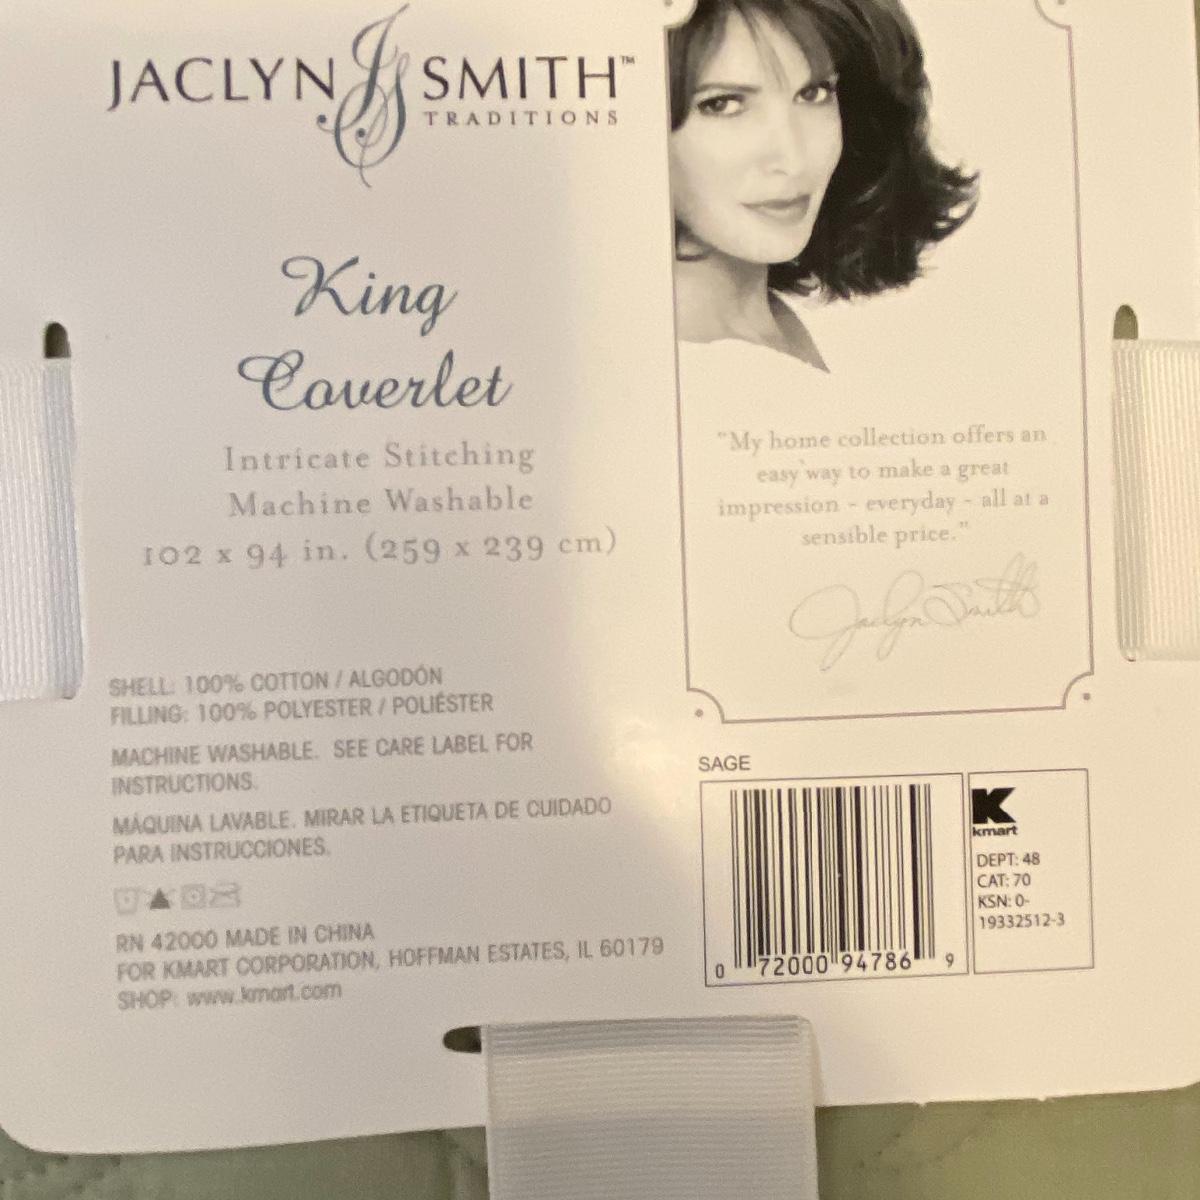 JACLYN JS SMITH™
TRADITIONS
King
Coverlet
Intricate Stitching
Machine Washable
102 x 94 in. (259 x 239 cm)
SHELL: 100% COTTON / ALGODÓN
FILLING: 100% POLYESTER / POLIÉSTER
MACHINE WASHABLE. SEE CARE LABEL FOR
INSTRUCTIONS.
MÁQUINA LAVABLE. MIRAR LA ETIQUETA DE CUIDADO
PARA INSTRUCCIONES.
RN 42000 MADE IN CHINA
FOR KMART CORPORATION, HOFFMAN ESTATES, IL 60179
SHOP: www.kmart.com
"My home collection offers an
easy way to make a great
impression - everyday - all at a
sensible price."
Jaclyn Smith
SAGE
0 72000 94786 9
K
kmart
DEPT: 48
CAT: 70
KSN: 0-
19332512-3